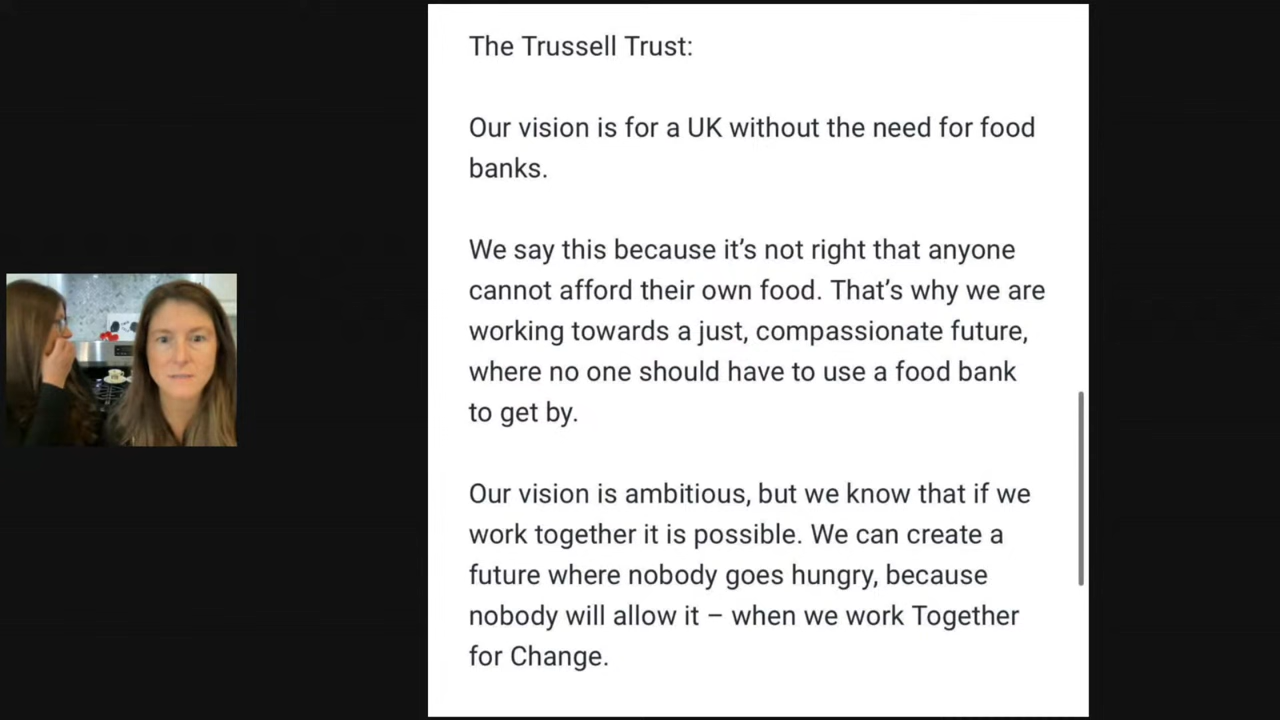 The Trussell Trust:
Our vision is for a UK without the need for food
banks.
We say this because it’s not right that anyone
cannot afford their own food. That’s why we are
working towards a just, compassionate future,
where no one should have to use a food bank
to get by.
Our vision is ambitious, but we know that if we
work together it is possible. We can create a
future where nobody goes hungry, because
nobody will allow it – when we work Together
for Change.